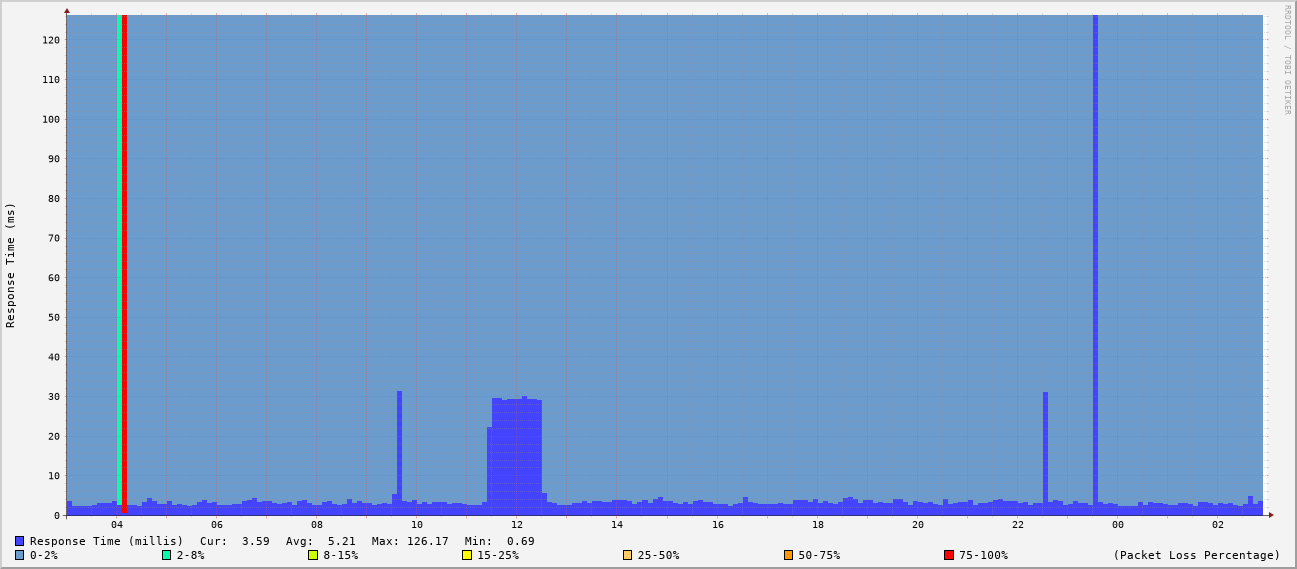 RRDTOOL / TOBI OETIKER
Response Time (ms)
120
110
100
90
80
70
60
50
40
30
20
10
0
04 06 08 10 12 14 16 18 20 22 00 02
Response Time (millis) Cur: 3.59 Avg: 5.21 Max: 126.17 Min: 0.69
0-2% 2-8% 8-15% 15-25% 25-50% 50-75% 75-100% (Packet Loss Percentage)